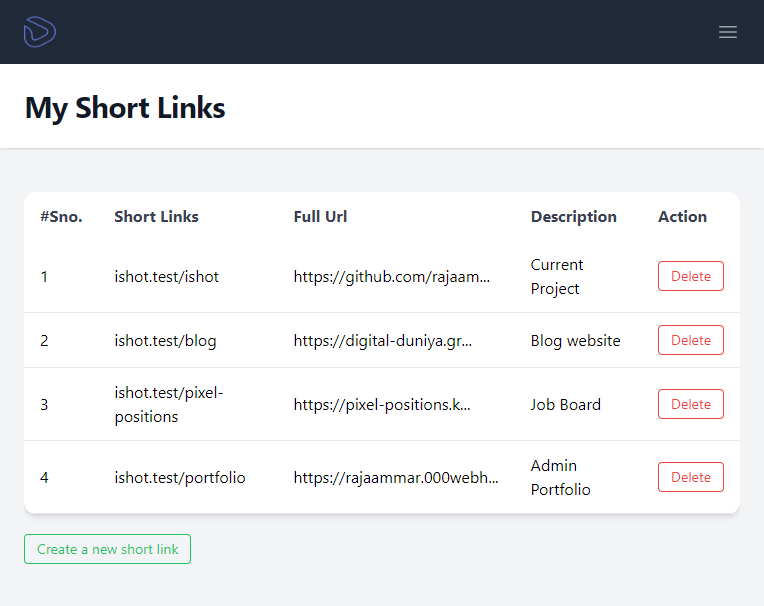 My Short Links
#Sno. Short Links Full Url Description Action
1 ishot.test/ishot https://github.com/rajaam... Current Project Delete
2 ishot.test/blog https://digital-duniya.gr... Blog website Delete
3 ishot.test/pixel-positions https://pixel-positions.k... Job Board Delete
4 ishot.test/portfolio https://rajaammar.000webh... Admin Portfolio Delete
Create a new short link